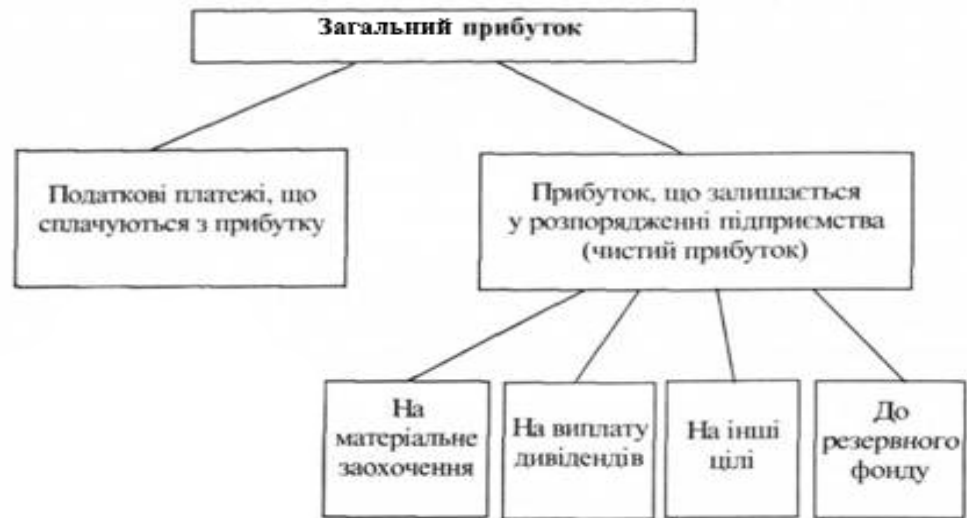 Загальний прибуток
Податкові платежі, що
сплачуються з прибутку
Прибуток, що залишається
у розпорядженні підприємства
(чистий прибуток)
На
матеріальне
заохочення
На виплату
дивідендів
На інші
цілі
До
резервного
фонду